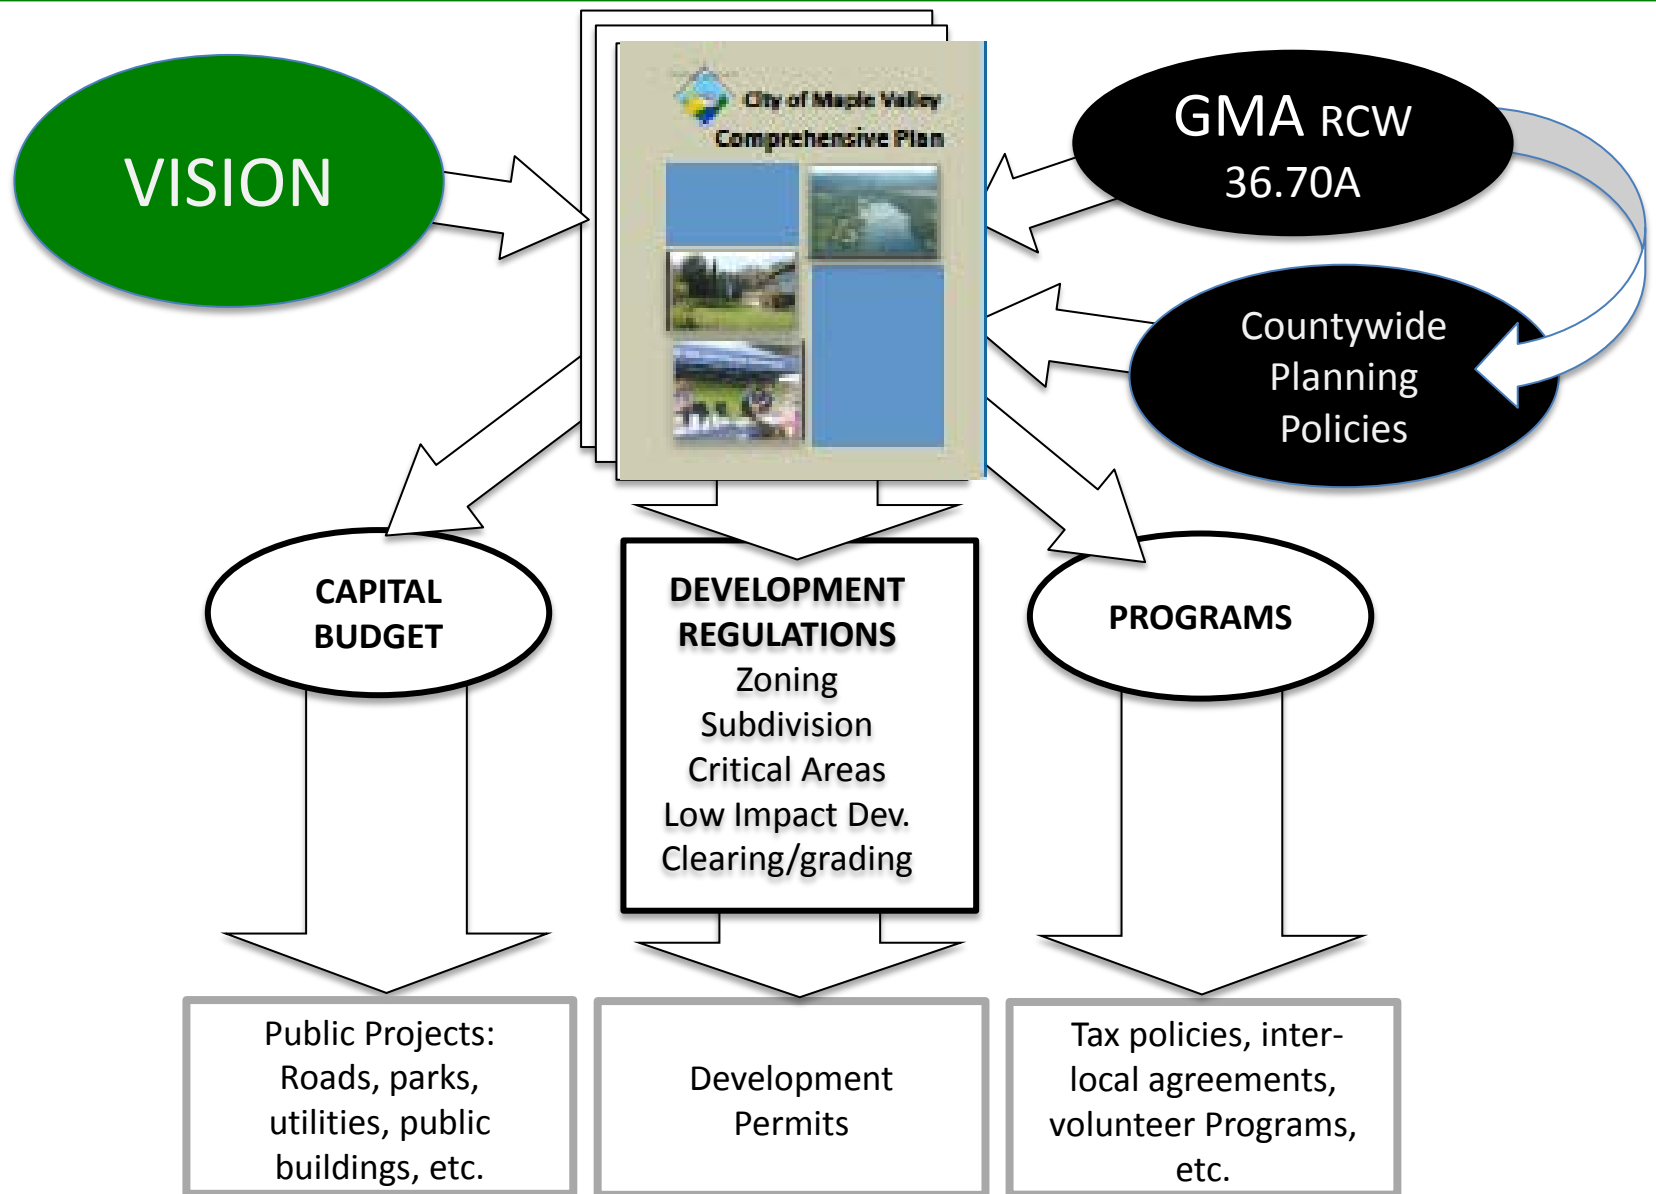 VISION
City of Maple Valley
Comprehensive Plan
GMA RCW
36.70A
Countywide
Planning
Policies
CAPITAL
BUDGET
DEVELOPMENT
REGULATIONS
Zoning
Subdivision
Critical Areas
Low Impact Dev.
Clearing/grading
PROGRAMS
Public Projects:
Roads, parks,
utilities, public
buildings, etc.
Development
Permits
Tax policies, inter-
local agreements,
volunteer Programs,
etc.